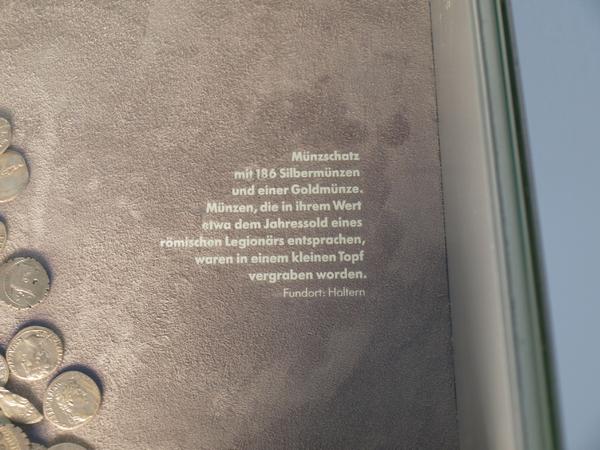 Münzschatz
mit 186 Silbermünzen
und einer Goldmünze.
Münzen, die in ihrem Wert
etwa dem Jahressold eines
römischen Legionärs entsprachen,
waren in einem kleinen Topf
vergraben worden.
Fundort: Haltern